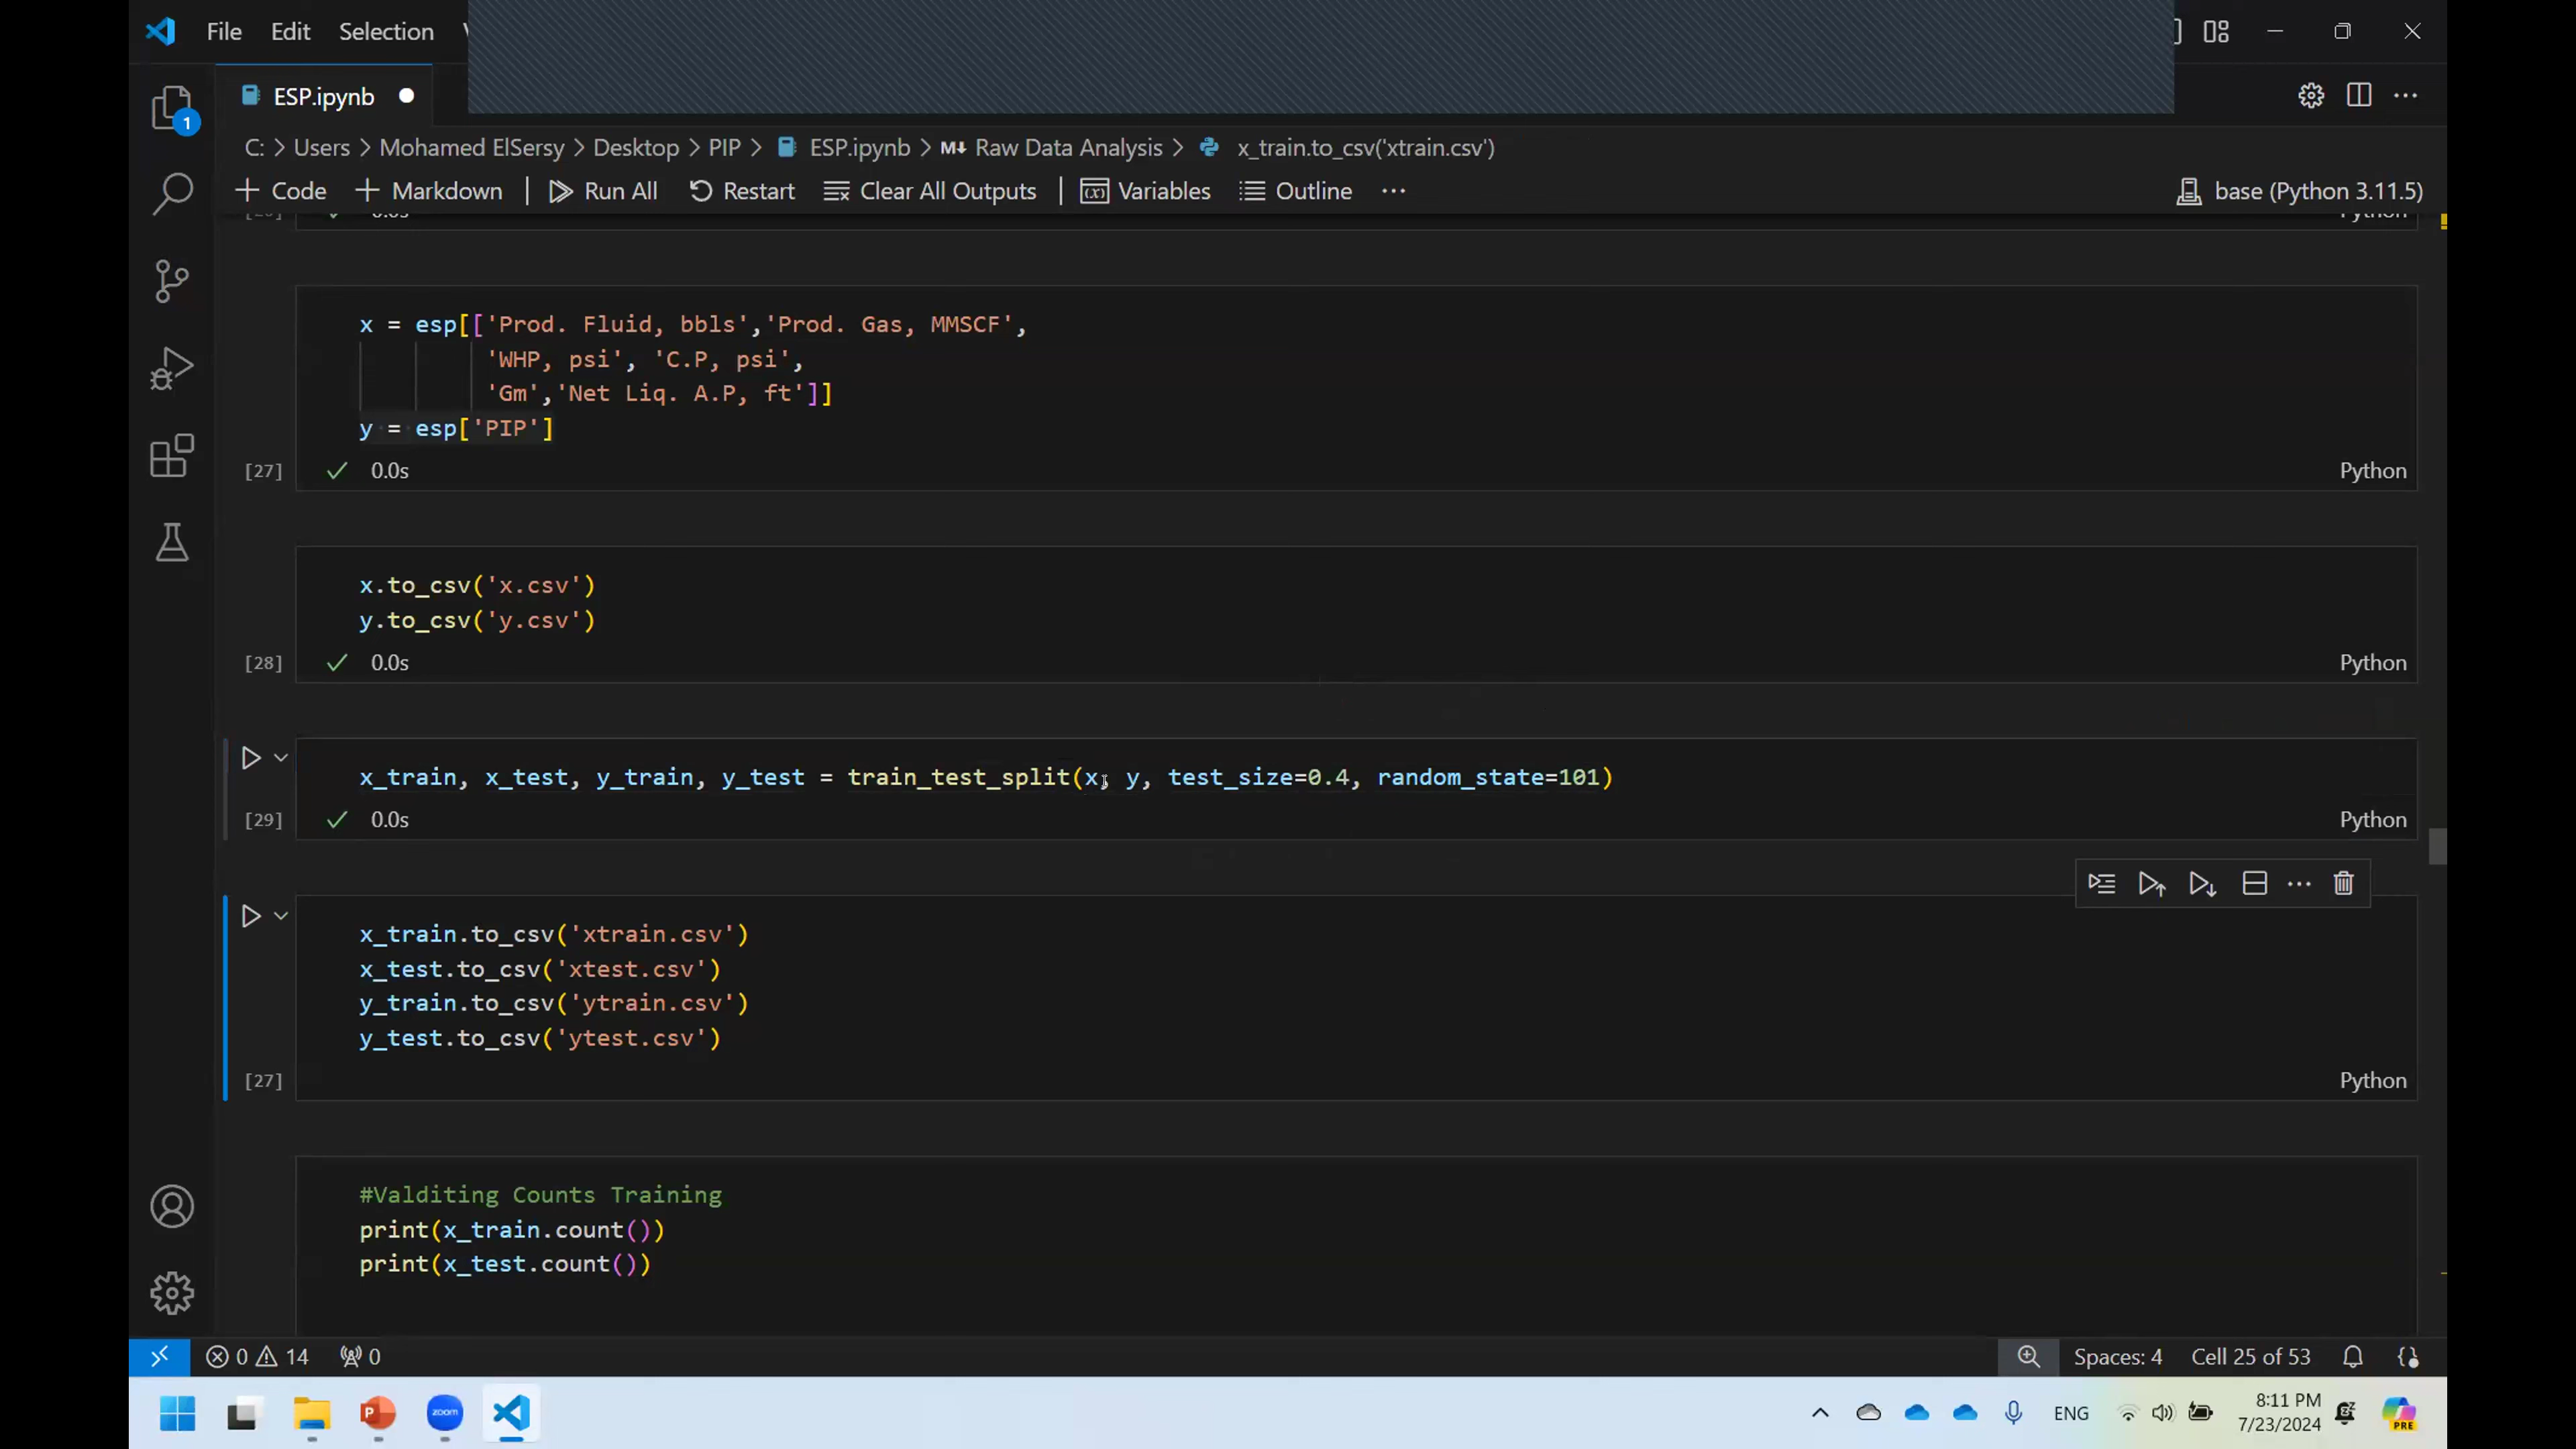 File Edit Selection
ESP.ipynb
1
C: > Users > Mohamed ElSersy > Desktop > PIP > ESP.ipynb > M↓ Raw Data Analysis > x_train.to_csv('xtrain.csv')
+ Code + Markdown | Run All Restart Clear All Outputs | Variables Outline ··· base (Python 3.11.5)
0.0s Python
x = esp[['Prod. Fluid, bbls','Prod. Gas, MMSCF',
'WHP, psi', 'C.P, psi',
'Gm','Net Liq. A.P, ft']]
y = esp['PIP']
[27] ✓ 0.0s Python
x.to_csv('x.csv')
y.to_csv('y.csv')
[28] ✓ 0.0s Python
x_train, x_test, y_train, y_test = train_test_split(x, y, test_size=0.4, random_state=101)
[29] ✓ 0.0s Python
x_train.to_csv('xtrain.csv')
x_test.to_csv('xtest.csv')
y_train.to_csv('ytrain.csv')
y_test.to_csv('ytest.csv')
[27] Python
#Valditing Counts Training
print(x_train.count())
print(x_test.count())
0 14 0 Spaces: 4 Cell 25 of 53
zoom ENG 8:11 PM
7/23/2024
PRE